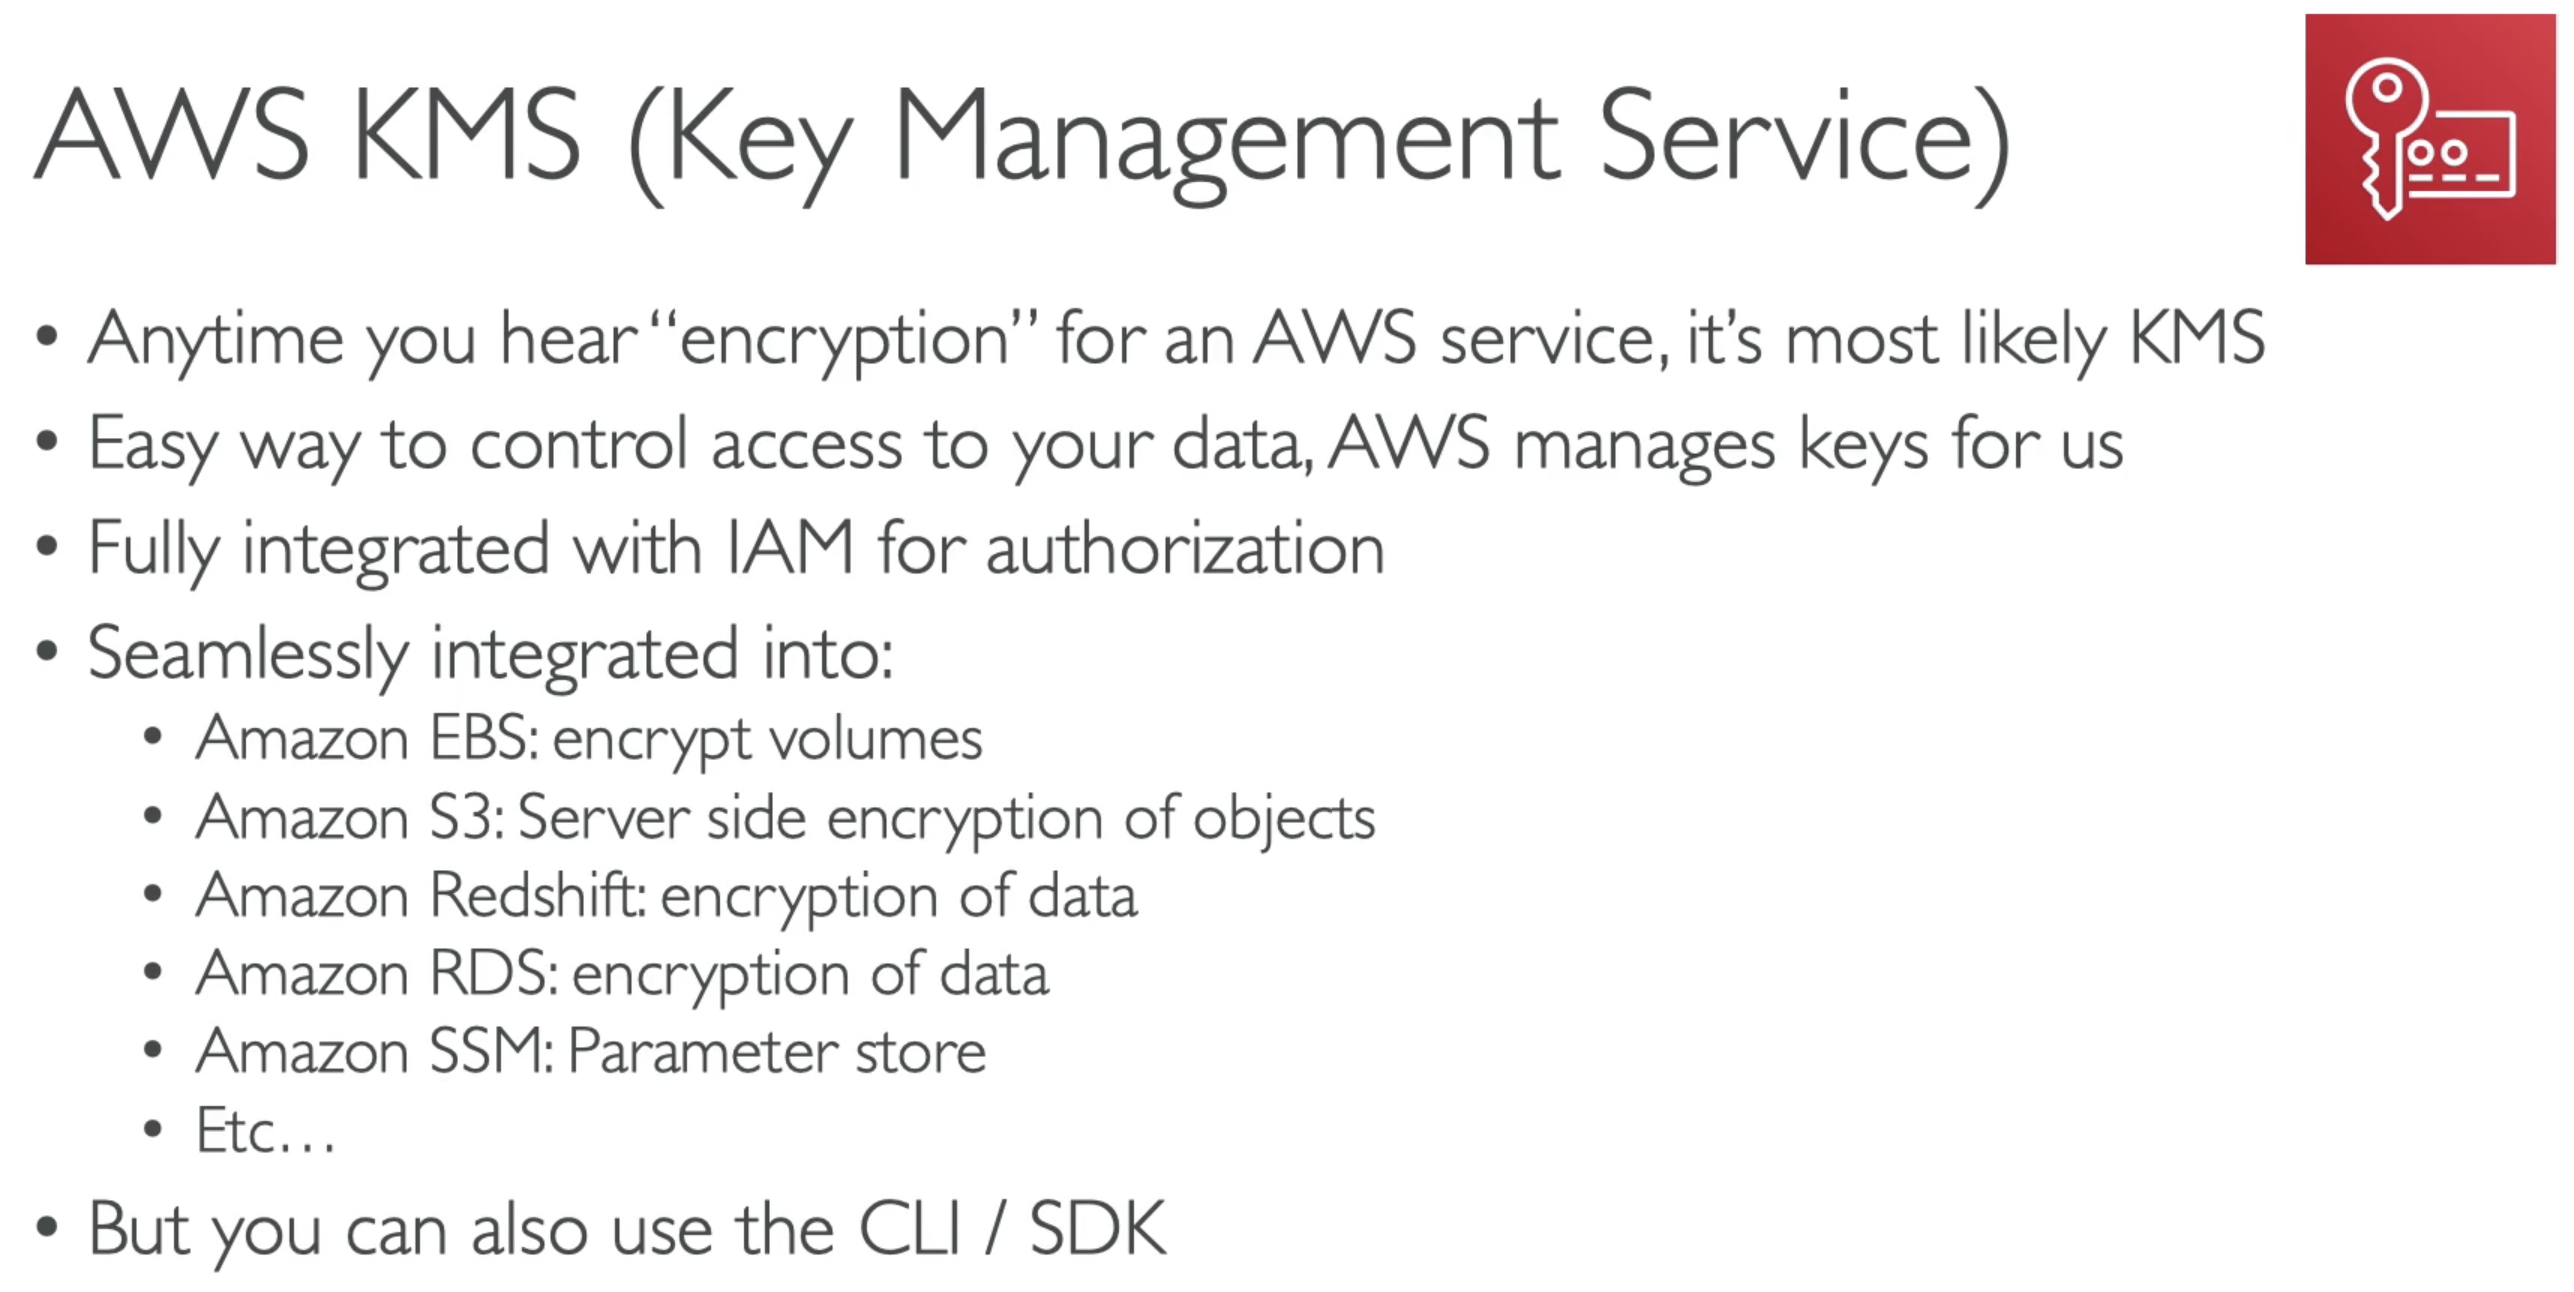 AWS KMS (Key Management Service)
• Anytime you hear “encryption” for an AWS service, it’s most likely KMS
• Easy way to control access to your data, AWS manages keys for us
• Fully integrated with IAM for authorization
• Seamlessly integrated into:
• Amazon EBS: encrypt volumes
• Amazon S3: Server side encryption of objects
• Amazon Redshift: encryption of data
• Amazon RDS: encryption of data
• Amazon SSM: Parameter store
• Etc…
• But you can also use the CLI / SDK